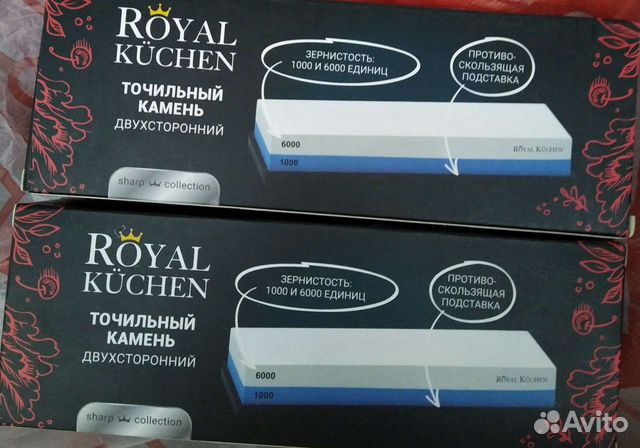 ROYAL
KÜCHEN
ТОЧИЛЬНЫЙ
КАМЕНЬ
ДВУХСТОРОННИЙ
sharp collection
ЗЕРНИСТОСТЬ:
1000 И 6000 ЕДИНИЦ
ПРОТИВО-
СКОЛЬЗЯЩАЯ
ПОДСТАВКА
6000
1000
ROYAL KÜCHEN
ROYAL
KÜCHEN
ТОЧИЛЬНЫЙ
КАМЕНЬ
ДВУХСТОРОННИЙ
sharp collection
ЗЕРНИСТОСТЬ:
1000 И 6000 ЕДИНИЦ
ПРОТИВО-
СКОЛЬЗЯЩАЯ
ПОДСТАВКА
6000
1000
ROYAL KÜCHEN
Avito